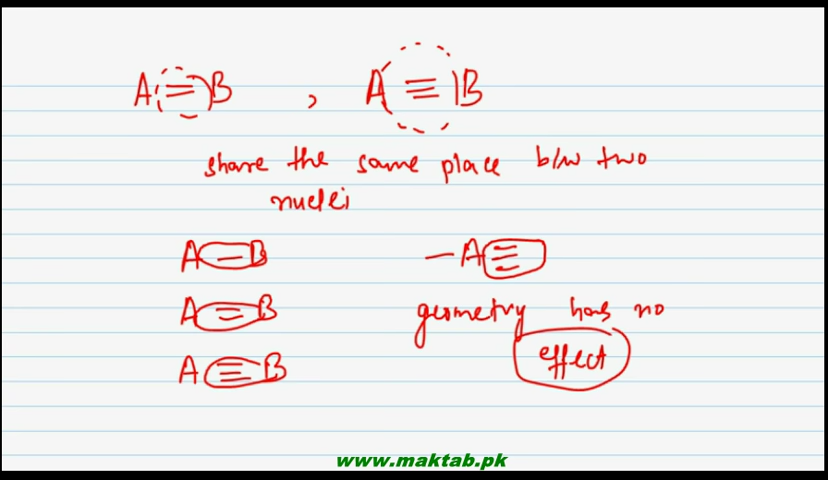 A = B , A ≡ B
share the same place b/w two
nuclei
A - B
A = B
A ≡ B
- A ≡
geometry has no
effect
www.maktab.pk